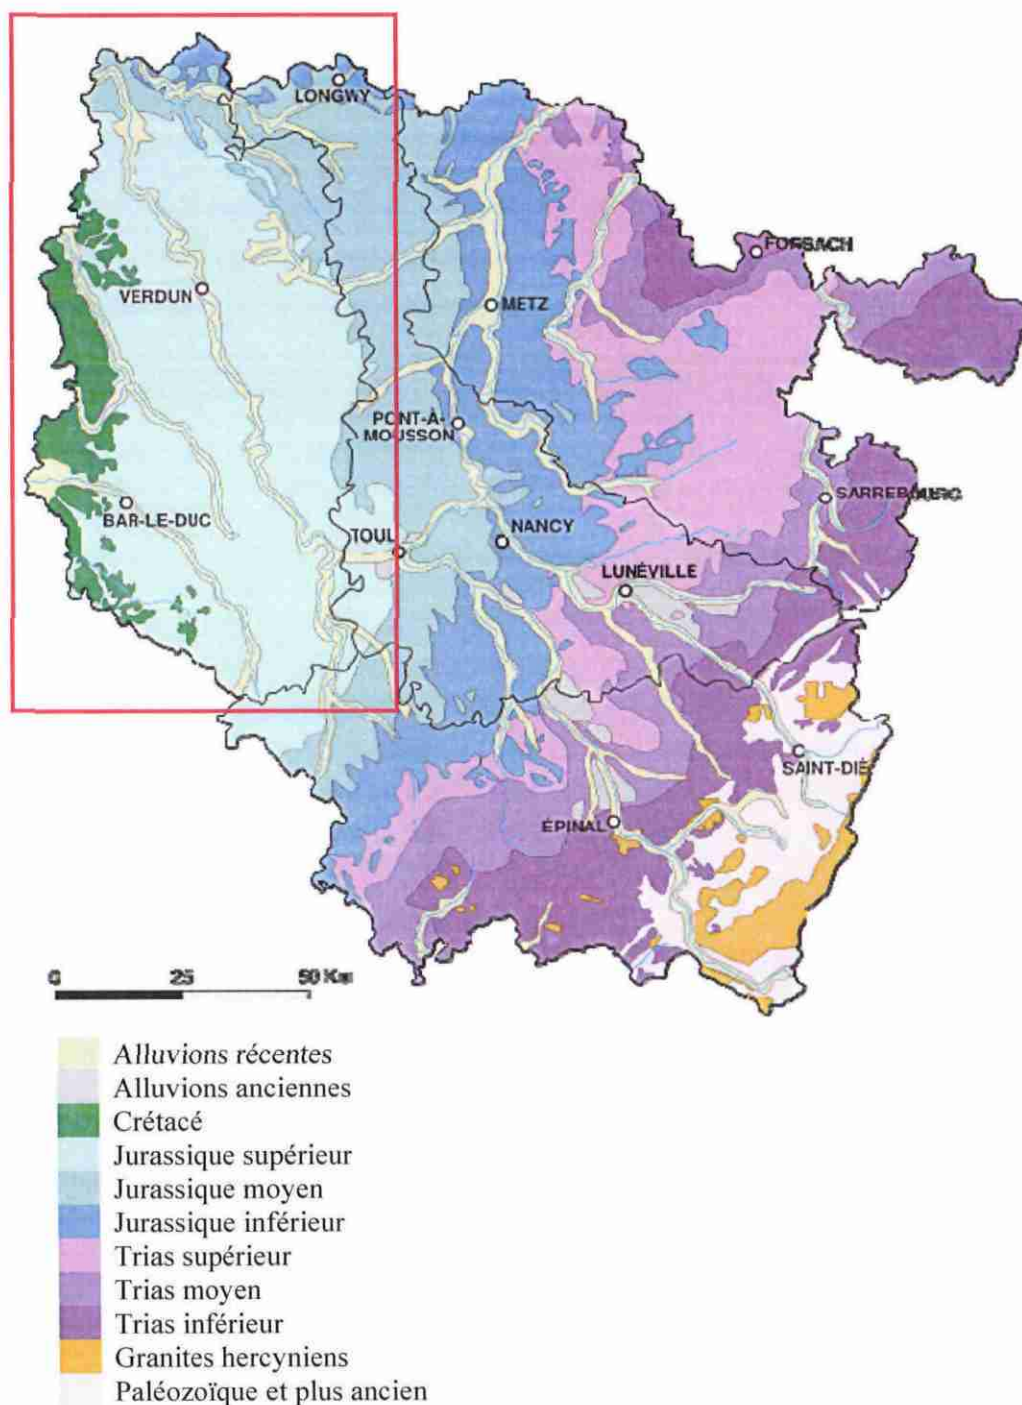 LONGWY
FORBACH
VERDUN
METZ
PONT-À-
MOUSSON
SARREBOURG
BAR-LE-DUC
TOUL
NANCY
LUNÉVILLE
SAINT-DIÉ
ÉPINAL
0 25 50 Km
Alluvions récentes
Alluvions anciennes
Crétacé
Jurassique supérieur
Jurassique moyen
Jurassique inférieur
Trias supérieur
Trias moyen
Trias inférieur
Granites hercyniens
Paléozoïque et plus ancien